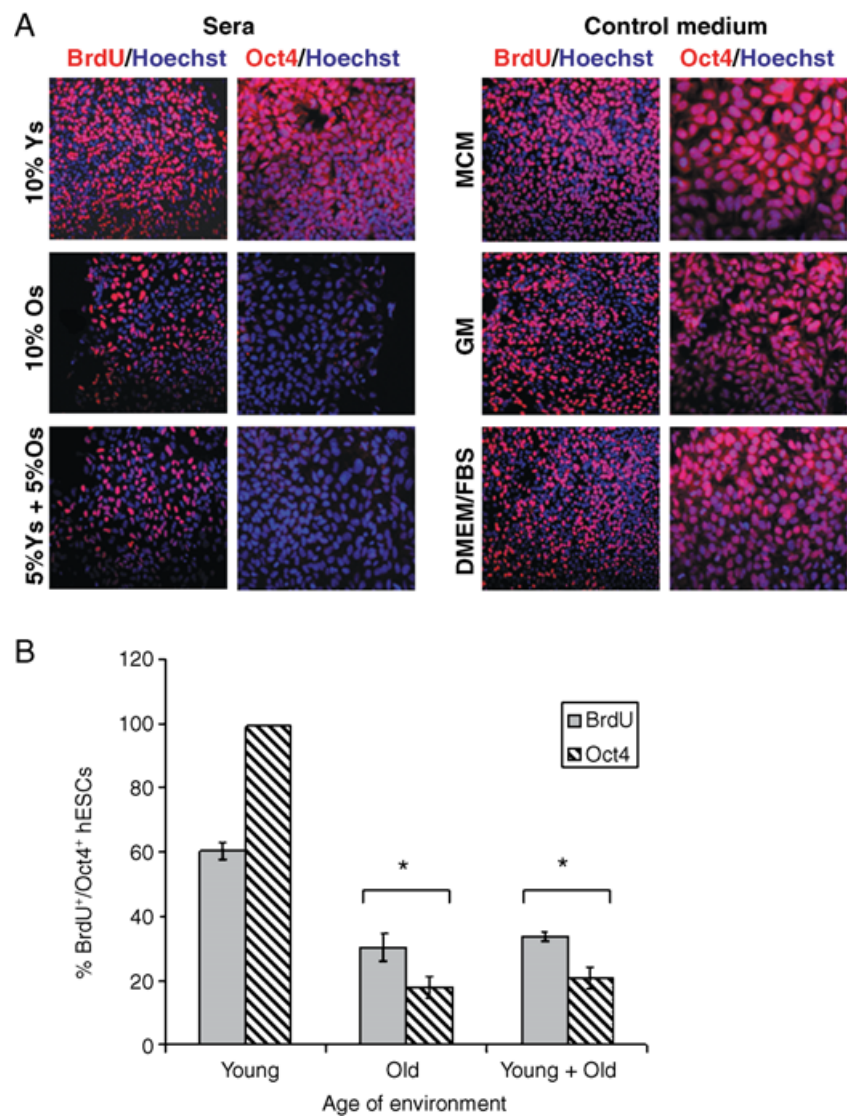 A
Sera
Control medium
BrdU/Hoechst Oct4/Hoechst
BrdU/Hoechst Oct4/Hoechst
10% Ys
MCM
10% Os
GM
5%Ys + 5%Os
DMEM/FBS
B
120
100
80
60
40
20
0
% BrdU⁺/Oct4⁺ hESCs
BrdU
Oct4
*
*
Young
Old
Young + Old
Age of environment